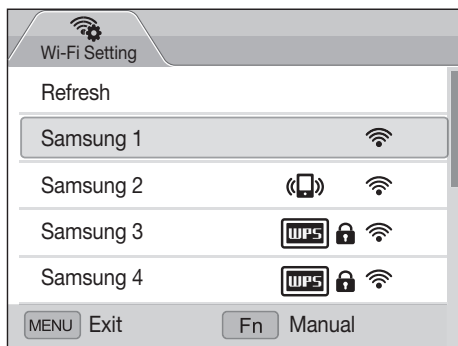 Wi-Fi Setting
Refresh
Samsung 1
Samsung 2
Samsung 3 WPS
Samsung 4 WPS
MENU Exit Fn Manual